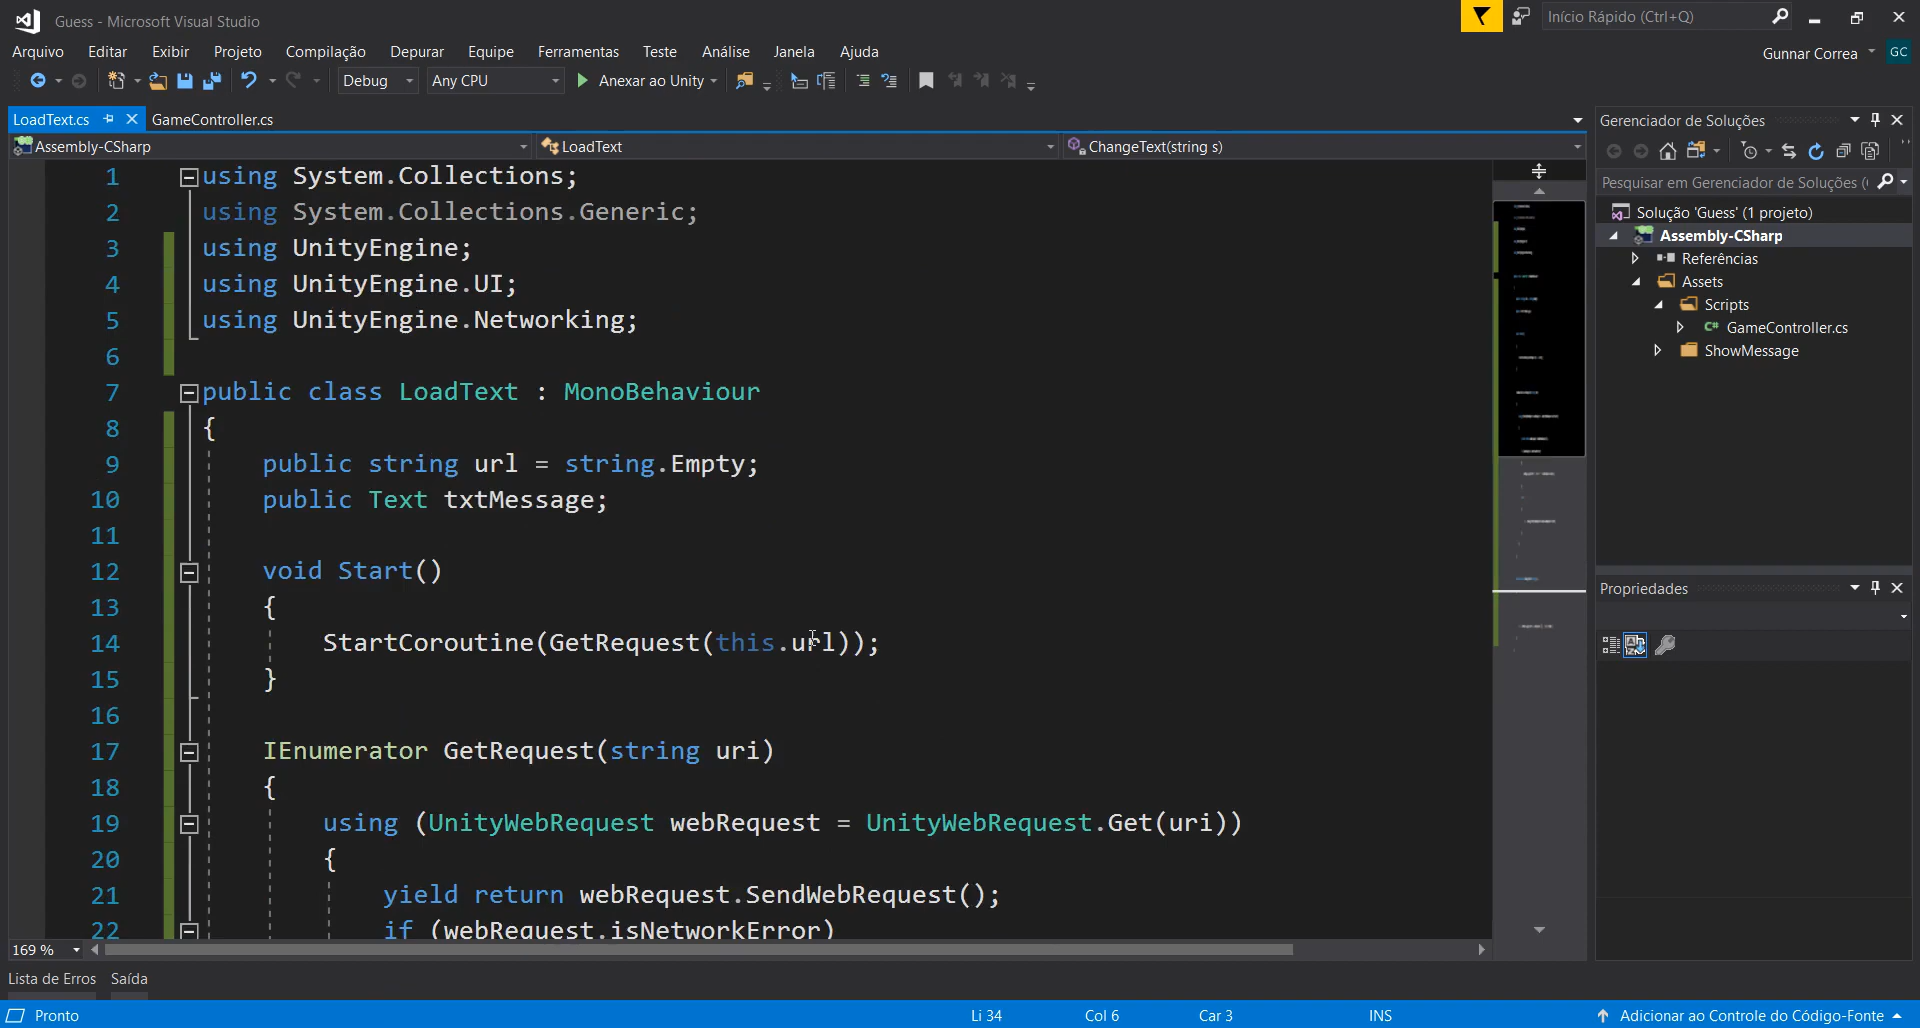 Guess - Microsoft Visual Studio
Início Rápido (Ctrl+Q)
Arquivo Editar Exibir Projeto Compilação Depurar Equipe Ferramentas Teste Análise Janela Ajuda
Gunnar Correa GC
Debug Any CPU Anexar ao Unity
LoadText.cs GameController.cs
Assembly-CSharp LoadText ChangeText(string s)
1 using System.Collections;
2 using System.Collections.Generic;
3 using UnityEngine;
4 using UnityEngine.UI;
5 using UnityEngine.Networking;
6
7 public class LoadText : MonoBehaviour
8 {
9 public string url = string.Empty;
10 public Text txtMessage;
11
12 void Start()
13 {
14 StartCoroutine(GetRequest(this.url));
15 }
16
17 IEnumerator GetRequest(string uri)
18 {
19 using (UnityWebRequest webRequest = UnityWebRequest.Get(uri))
20 {
21 yield return webRequest.SendWebRequest();
22 if (webRequest.isNetworkError)
169 %
Gerenciador de Soluções
Pesquisar em Gerenciador de Soluções (
Solução 'Guess' (1 projeto)
Assembly-CSharp
Referências
Assets
Scripts
C# GameController.cs
ShowMessage
Propriedades
Lista de Erros Saída
Pronto Li 34 Col 6 Car 3 INS Adicionar ao Controle do Código-Fonte